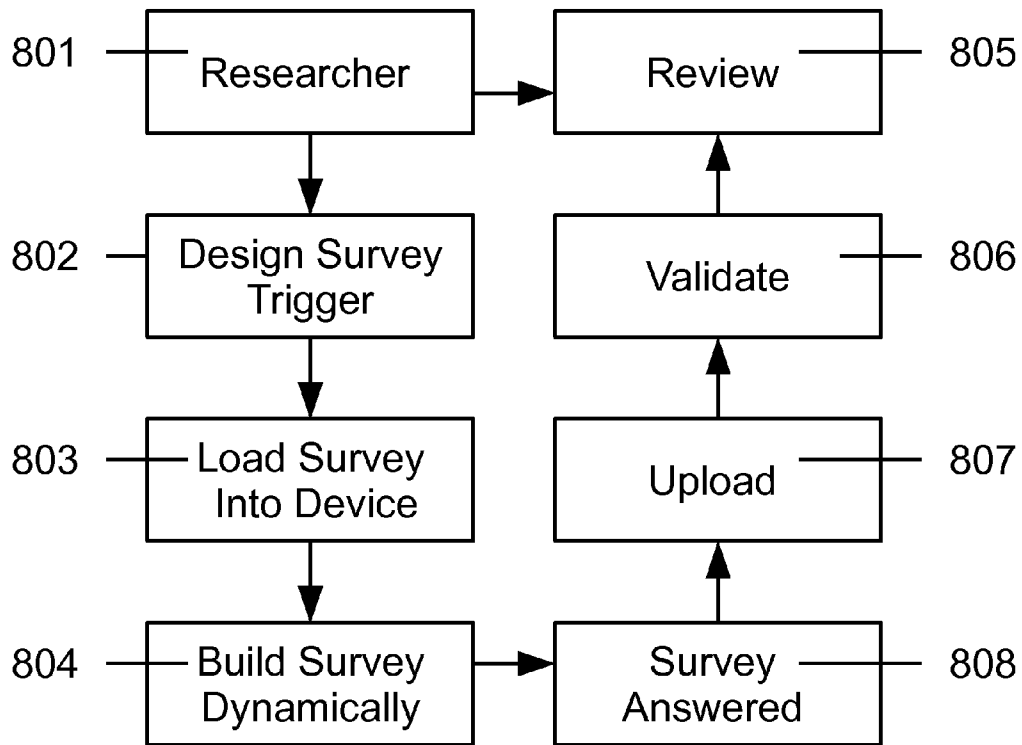 801
Researcher
Review
805
802
Design Survey
Trigger
Validate
806
803
Load Survey
Into Device
Upload
807
804
Build Survey
Dynamically
Survey
Answered
808